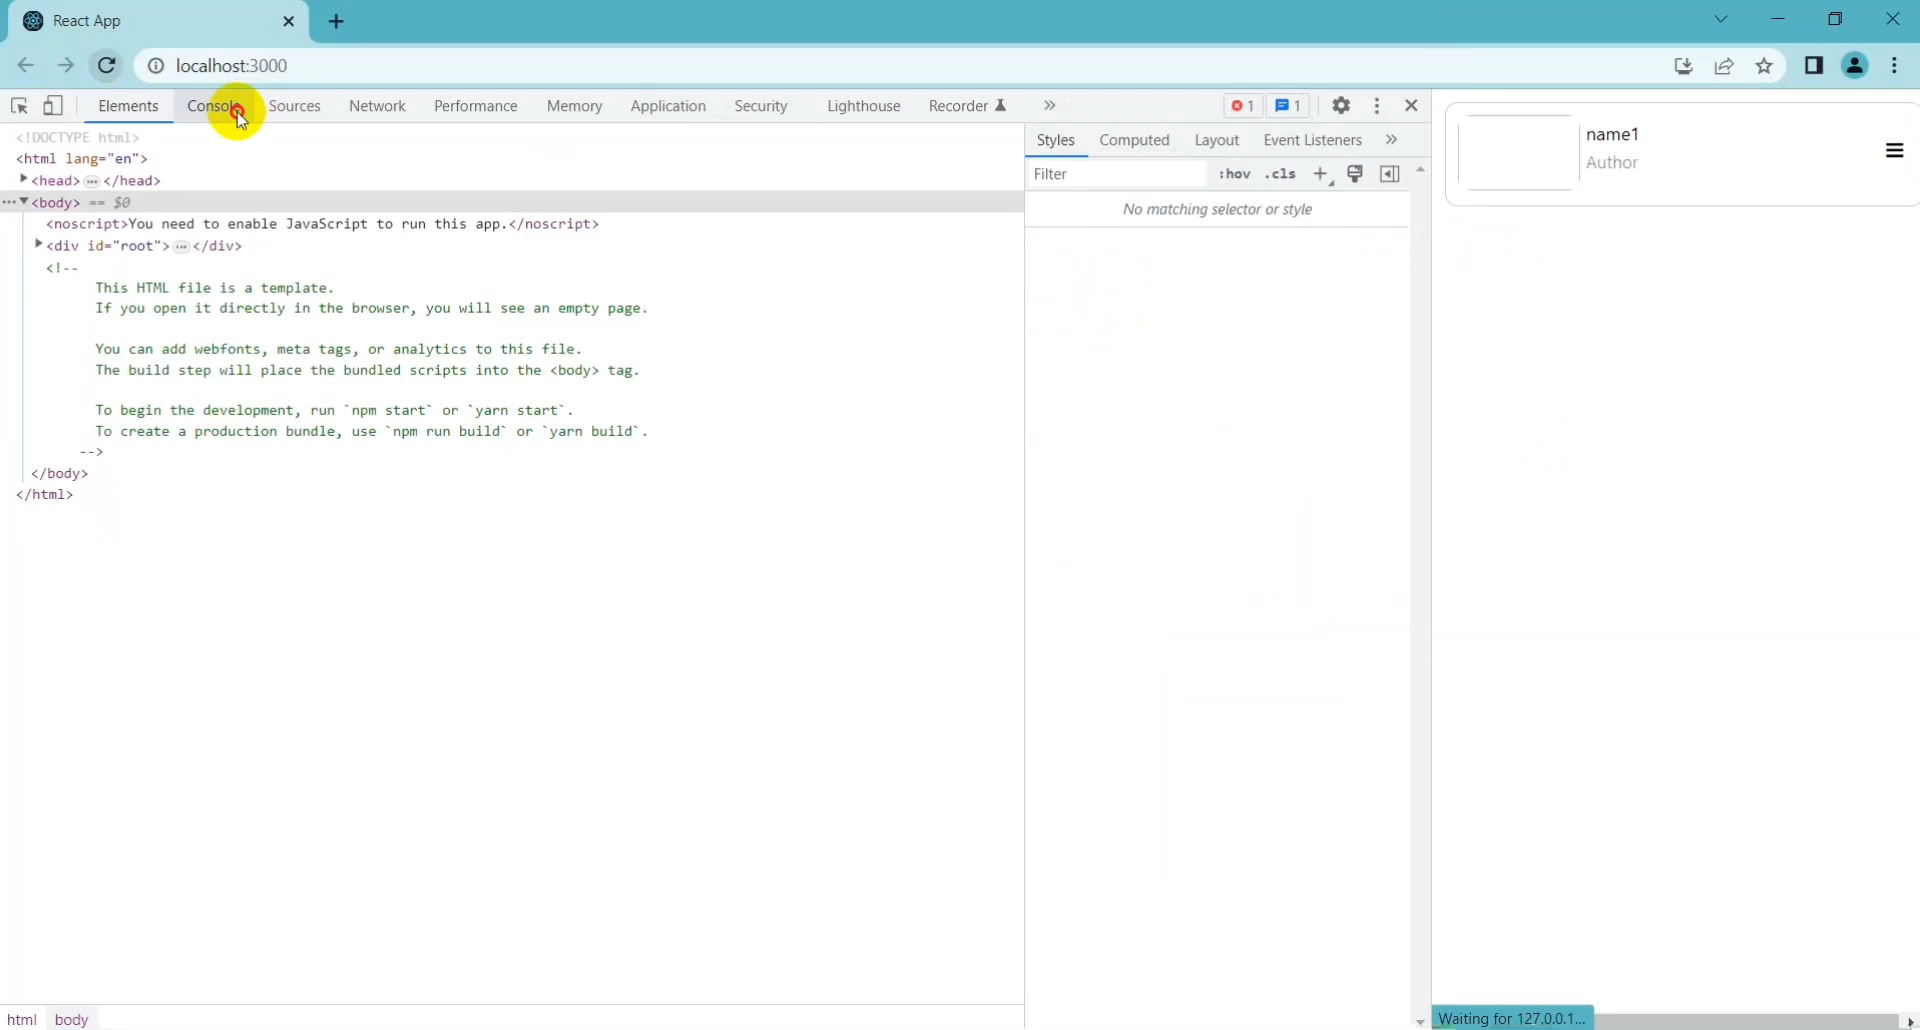 React App
localhost:3000
Elements Console Sources Network Performance Memory Application Security Lighthouse Recorder
1 1
<!DOCTYPE html>
<html lang="en">
<head> … </head>
<body> == $0
<noscript>You need to enable JavaScript to run this app.</noscript>
<div id="root"> … </div>
<!--
This HTML file is a template.
If you open it directly in the browser, you will see an empty page.
You can add webfonts, meta tags, or analytics to this file.
The build step will place the bundled scripts into the <body> tag.
To begin the development, run `npm start` or `yarn start`.
To create a production bundle, use `npm run build` or `yarn build`.
-->
</body>
</html>
html body
Styles Computed Layout Event Listeners
Filter :hov .cls
No matching selector or style
name1
Author
Waiting for 127.0.0.1...